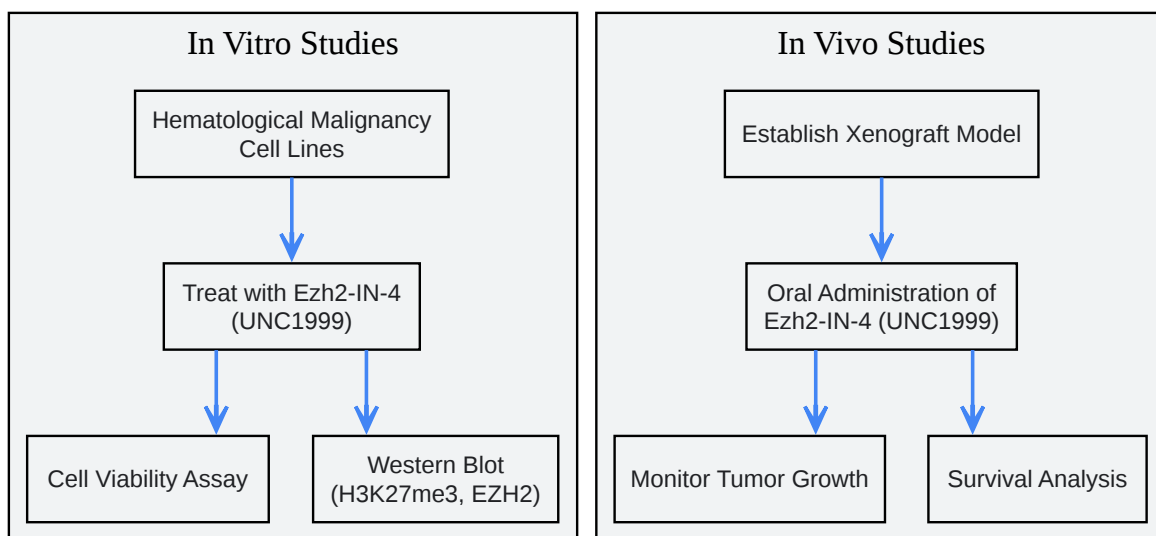 In Vitro Studies
Hematological Malignancy
Cell Lines
Treat with Ezh2-IN-4
(UNC1999)
Cell Viability Assay
Western Blot
(H3K27me3, EZH2)
In Vivo Studies
Establish Xenograft Model
Oral Administration of
Ezh2-IN-4 (UNC1999)
Monitor Tumor Growth
Survival Analysis